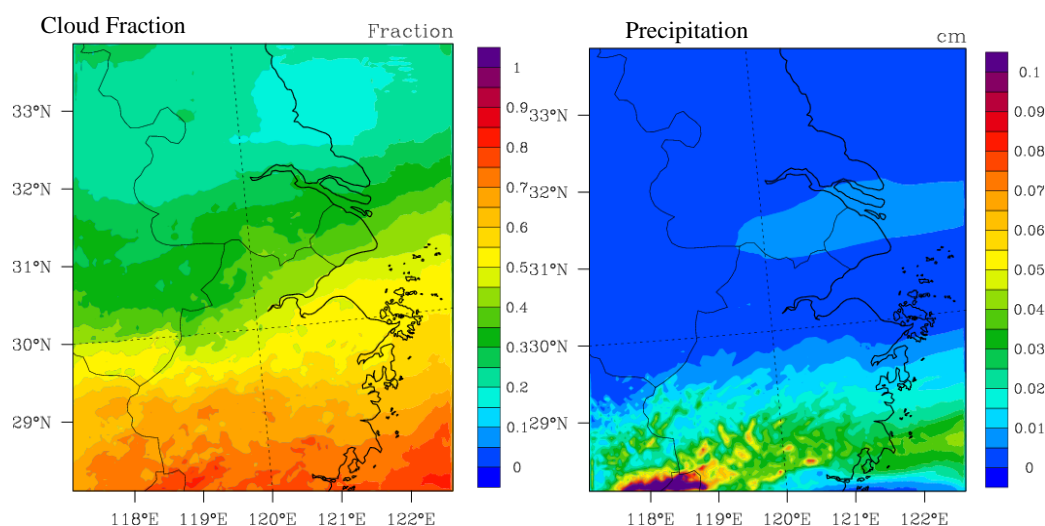 Cloud Fraction
Fraction
33°N
32°N
31°N
30°N
29°N
118°E 119°E 120°E 121°E 122°E
1
0.9
0.8
0.7
0.6
0.5
0.4
0.33
0.2
0.1
0
Precipitation
cm
33°N
32°N
31°N
30°N
29°N
118°E 119°E 120°E 121°E 122°E
0.1
0.09
0.08
0.07
0.06
0.05
0.04
0.03
0.02
0.01
0